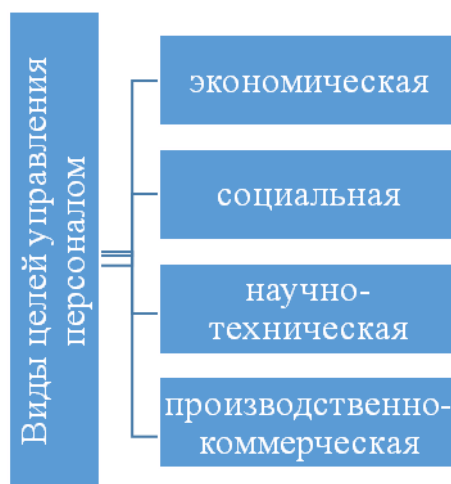 Виды целей управления
персоналом
экономическая
социальная
научно-
техническая
производственно-
коммерческая